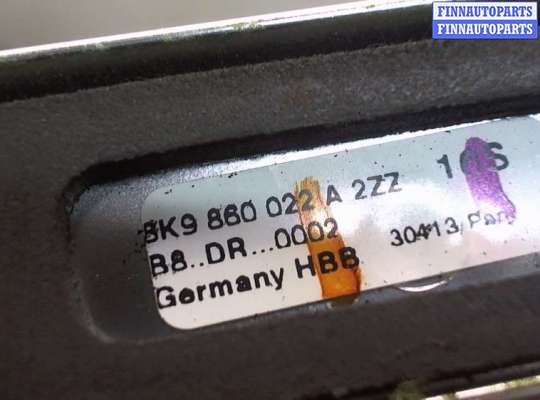 FINNAUTOPARTS
FINNAUTOPARTS
8K9 860 022 A 2ZZ
B8..DR...0002 30413
Germany HBB